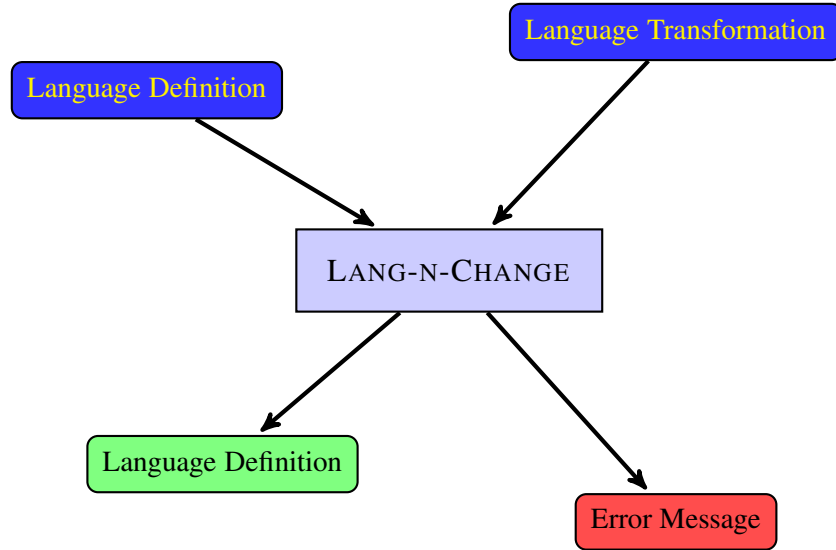 Language Transformation
Language Definition
LANG-N-CHANGE
Language Definition
Error Message